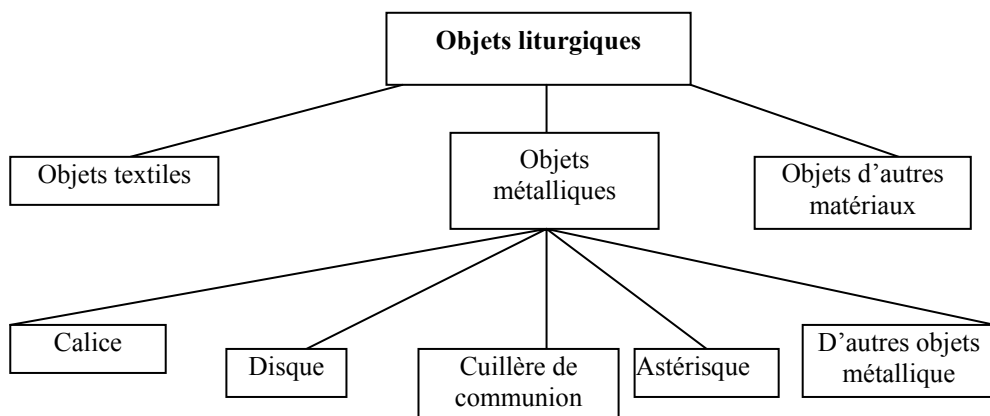 Objets liturgiques
Objets textiles
Objets
métalliques
Objets d’autres
matériaux
Calice
Disque
Cuillère de
communion
Astérisque
D’autres objets
métallique